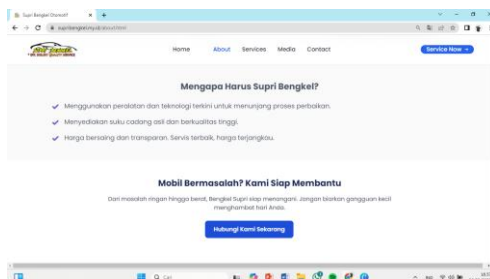 Supri Bengkel Otomotif
Home About Services Media Contact Service Now
Mengapa Harus Supri Bengkel?
Menggunakan peralatan dan teknologi terkini untuk menunjang proses perbaikan.
Menyediakan suku cadang asli dan berkualitas tinggi.
Harga bersaing dan transparan. Servis terbaik, harga terjangkau.
Mobil Bermasalah? Kami Siap Membantu
Dari masalah ringan hingga berat, Bengkel Supri siap menangani. Jangan biarkan gangguan kecil
menghambat hari Anda.
Hubungi Kami Sekarang
Cari